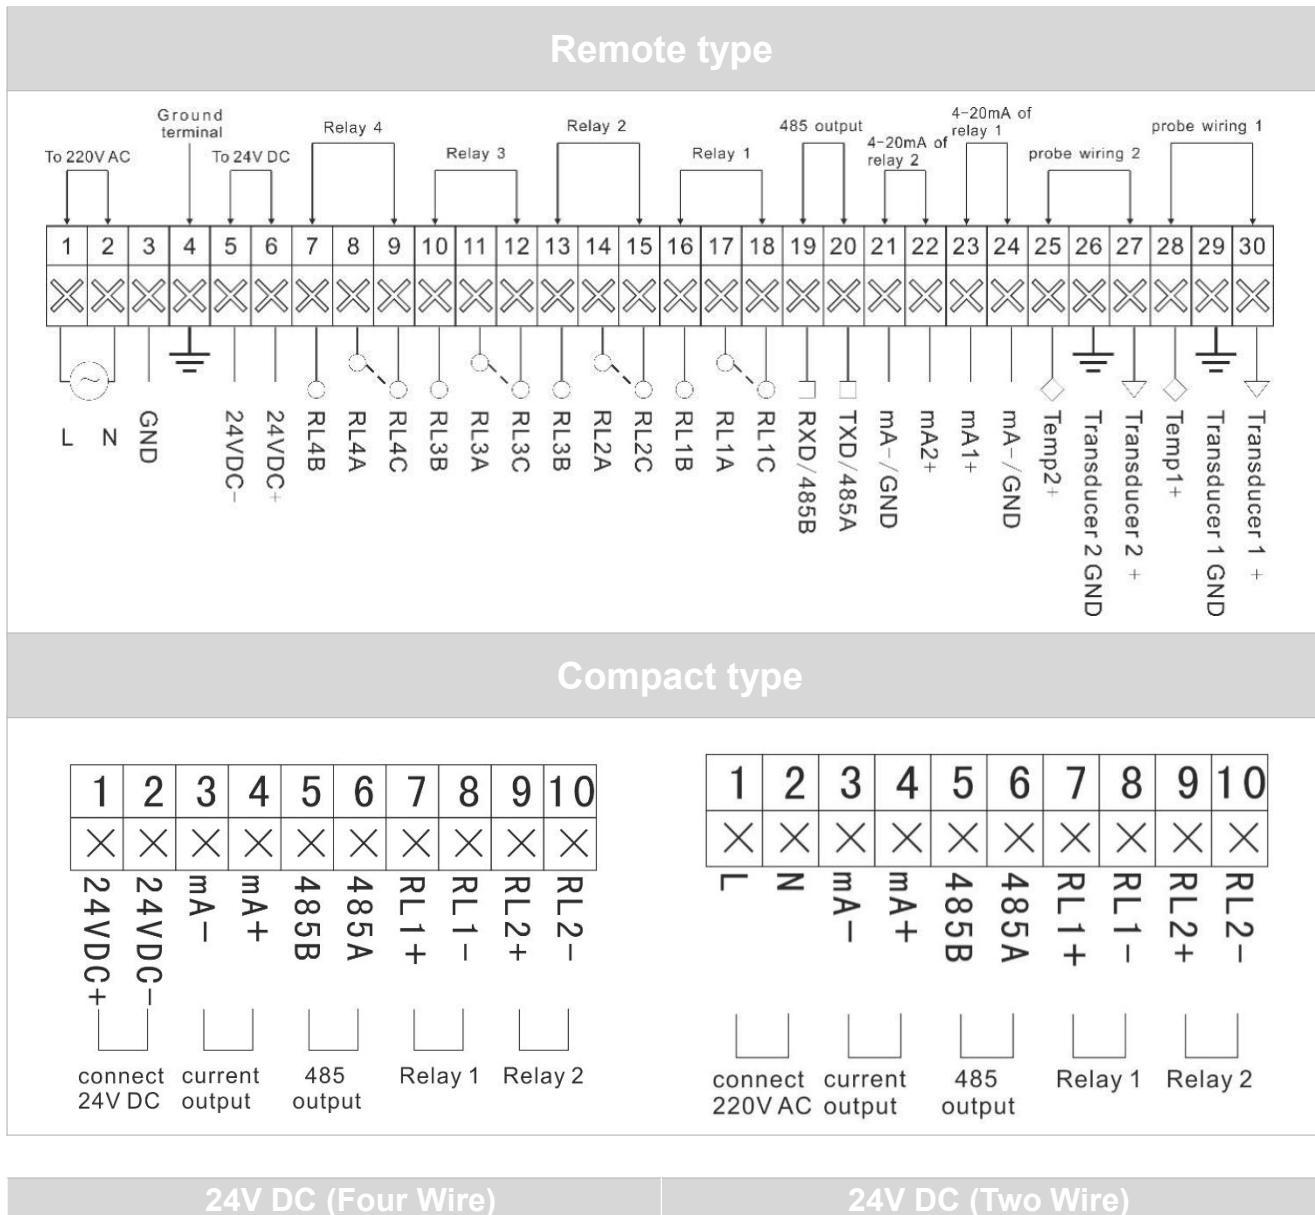 Remote type
Ground
terminal
To 220V AC
To 24V DC
Relay 4
Relay 3
Relay 2
Relay 1
485 output
4-20mA of
relay 2
4-20mA of
relay 1
probe wiring 2
probe wiring 1
1 2 3 4 5 6 7 8 9 10 11 12 13 14 15 16 17 18 19 20 21 22 23 24 25 26 27 28 29 30
L
N
GND
24VDC-
24VDC+
RL4B
RL4A
RL4C
RL3B
RL3A
RL3C
RL3B
RL2A
RL2C
RL1B
RL1A
RL1C
RXD/485B
TXD/485A
mA-/GND
mA2+
mA1+
mA-/GND
Temp2+
Transducer 2 GND
Transducer 2 +
Temp1+
Transducer 1 GND
Transducer 1 +
Compact type
1 2 3 4 5 6 7 8 9 10
24VDC+
24VDC-
mA-
mA+
485B
485A
RL1+
RL1-
RL2+
RL2-
connect
24V DC
current
output
485
output
Relay 1
Relay 2
1 2 3 4 5 6 7 8 9 10
L
N
mA-
mA+
485B
485A
RL1+
RL1-
RL2+
RL2-
connect
220V AC
current
output
485
output
Relay 1
Relay 2
24V DC (Four Wire)
24V DC (Two Wire)